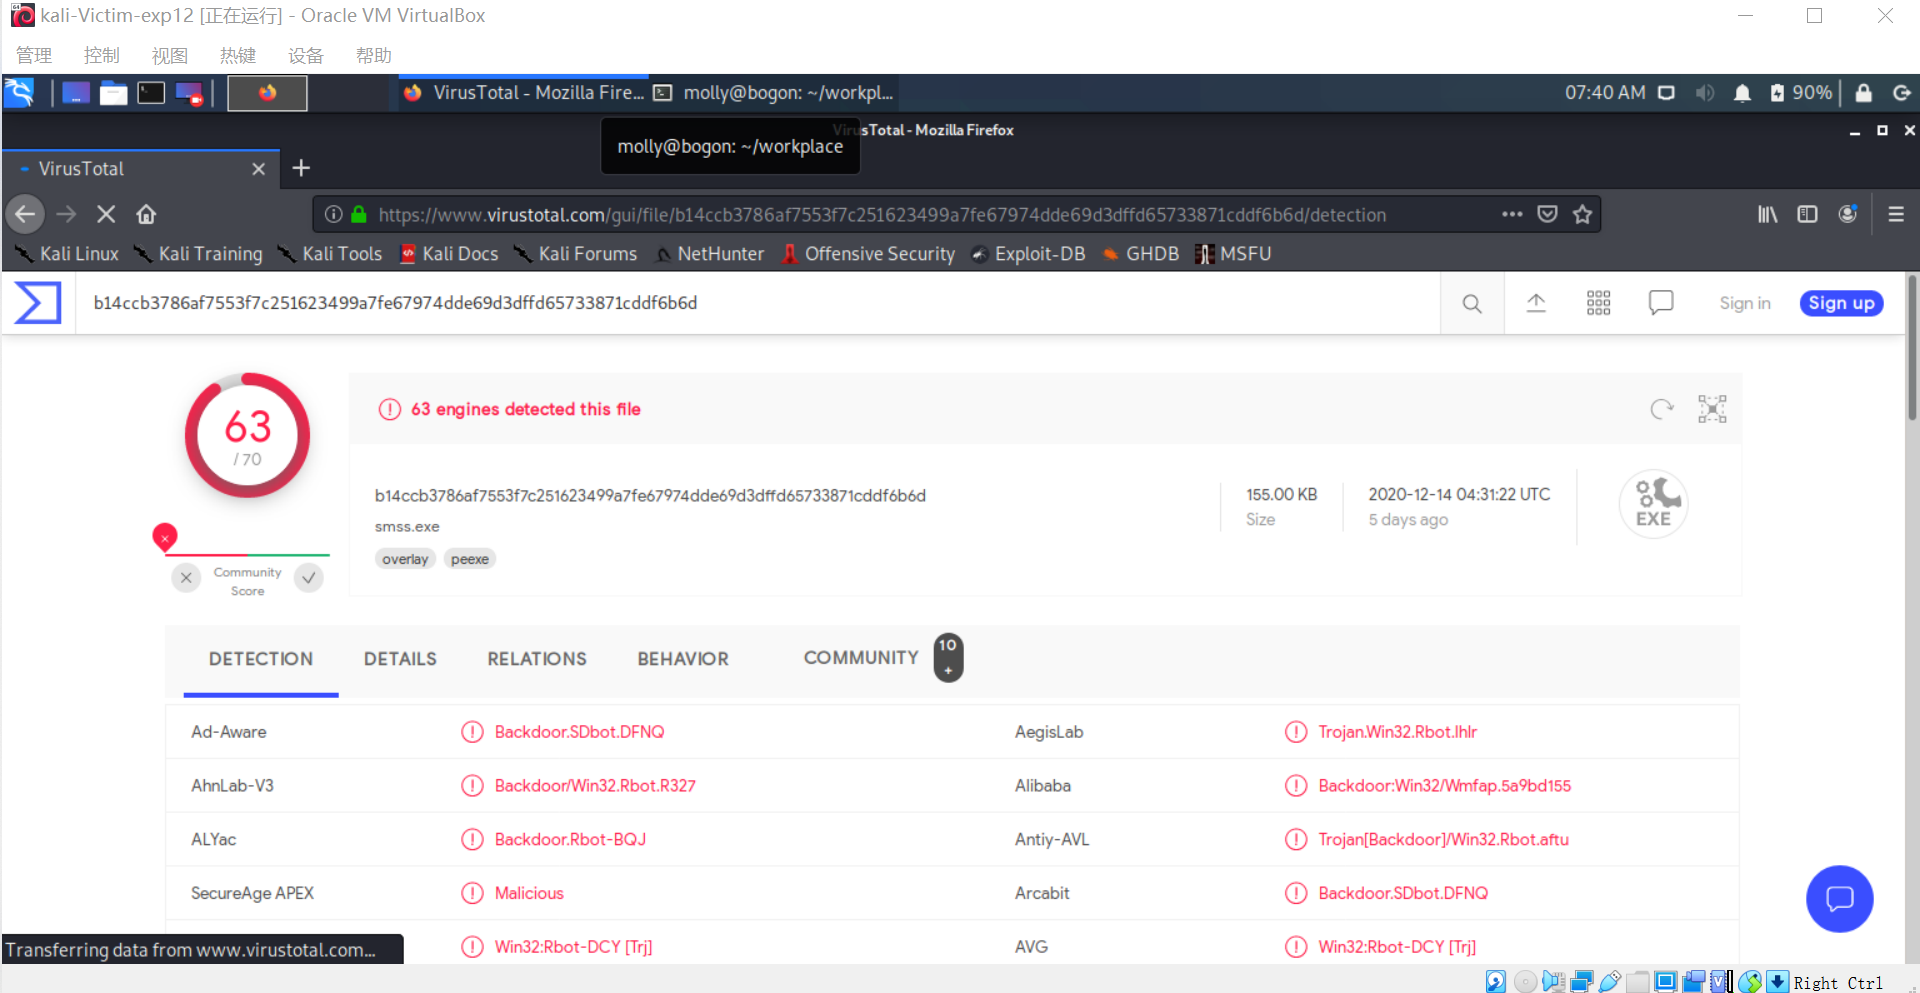 kali-Victim-exp12 [正在运行] - Oracle VM VirtualBox
管理 控制 视图 热键 设备 帮助
VirusTotal - Mozilla Fire... molly@bogon: ~/workpl... 07:40 AM 90%
VirusTotal - Mozilla Firefox
molly@bogon: ~/workplace
VirusTotal
https://www.virustotal.com/gui/file/b14ccb3786af7553f7c251623499a7fe67974dde69d3dffd65733871cddf6b6d/detection
Kali Linux Kali Training Kali Tools Kali Docs Kali Forums NetHunter Offensive Security Exploit-DB GHDB MSFU
b14ccb3786af7553f7c251623499a7fe67974dde69d3dffd65733871cddf6b6d Sign in Sign up
63
/ 70
63 engines detected this file
b14ccb3786af7553f7c251623499a7fe67974dde69d3dffd65733871cddf6b6d
smss.exe
overlay peexe
155.00 KB
Size
2020-12-14 04:31:22 UTC
5 days ago
EXE
Community
Score
DETECTION DETAILS RELATIONS BEHAVIOR COMMUNITY 10
+
Ad-Aware Backdoor.SDbot.DFNQ AegisLab Trojan.Win32.Rbot.lhlr
AhnLab-V3 Backdoor/Win32.Rbot.R327 Alibaba Backdoor:Win32/Wmfap.5a9bd155
ALYac Backdoor.Rbot-BQJ Antiy-AVL Trojan[Backdoor]/Win32.Rbot.aftu
SecureAge APEX Malicious Arcabit Backdoor.SDbot.DFNQ
Win32:Rbot-DCY [Trj] AVG Win32:Rbot-DCY [Trj]
Transferring data from www.virustotal.com...
Right Ctrl